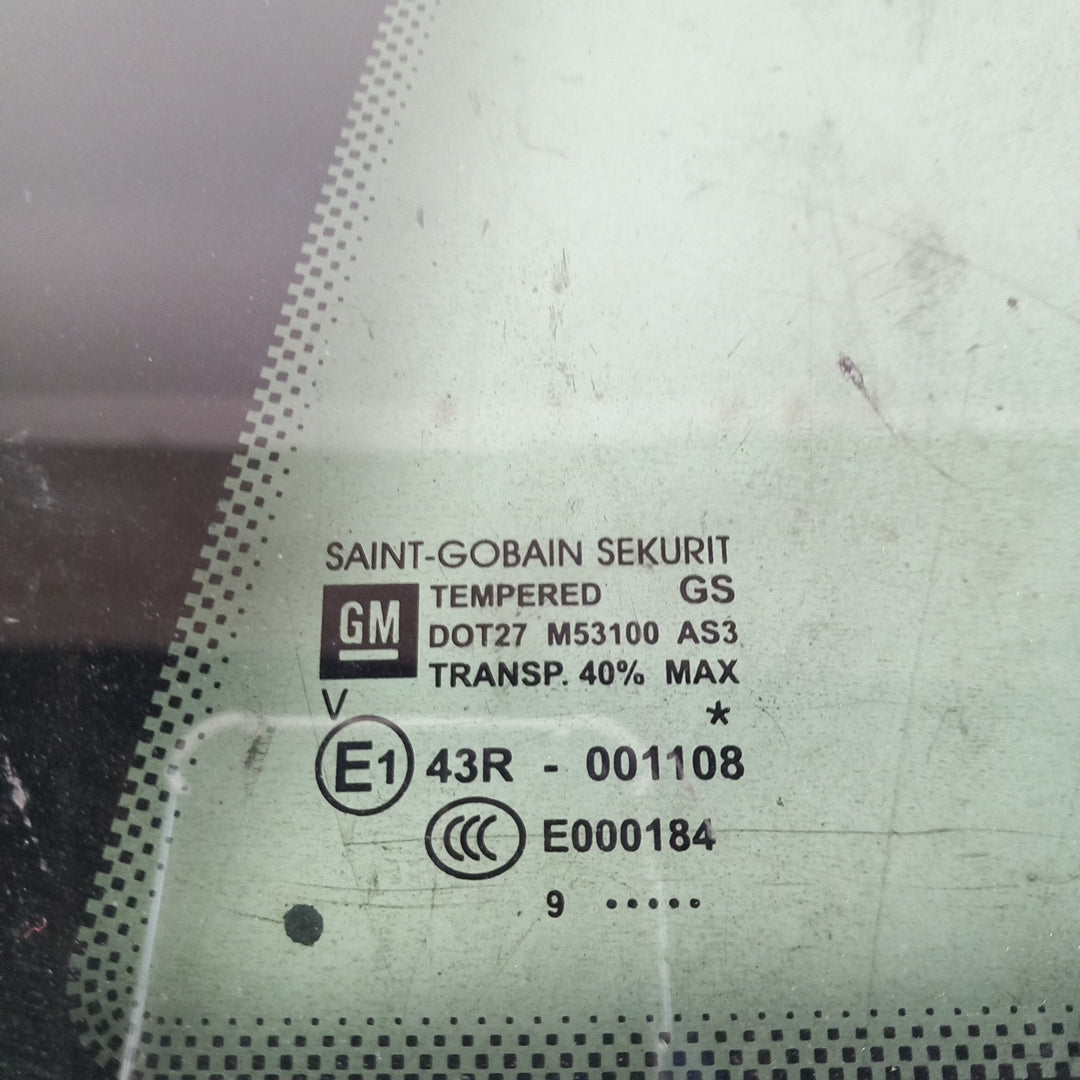 SAINT-GOBAIN SEKURIT
GM TEMPERED GS
DOT27 M53100 AS3
TRANSP. 40% MAX
V *
E1 43R - 001108
CCC E000184
9 •••••